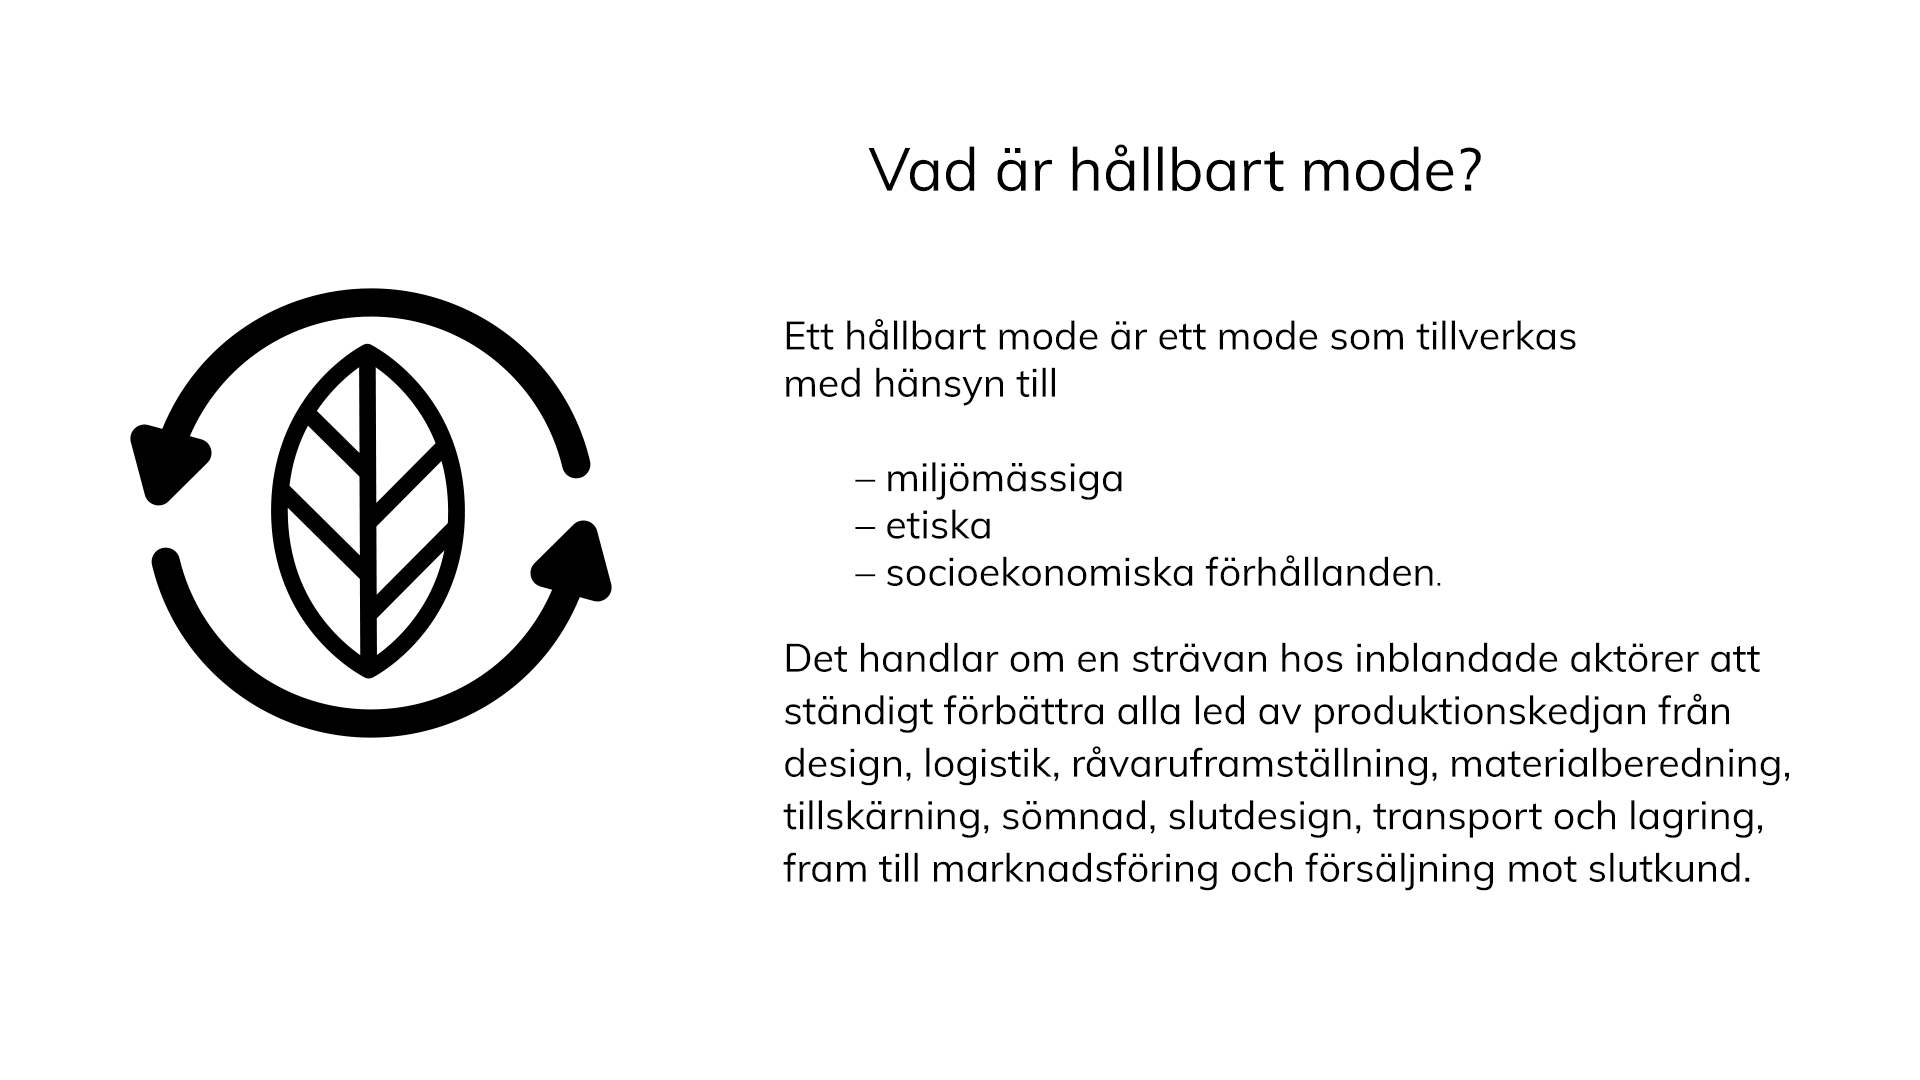 Vad är hållbart mode?
Ett hållbart mode är ett mode som tillverkas
med hänsyn till
– miljömässiga
– etiska
– socioekonomiska förhållanden.
Det handlar om en strävan hos inblandade aktörer att
ständigt förbättra alla led av produktionskedjan från
design, logistik, råvaruframställning, materialberedning,
tillskärning, sömnad, slutdesign, transport och lagring,
fram till marknadsföring och försäljning mot slutkund.